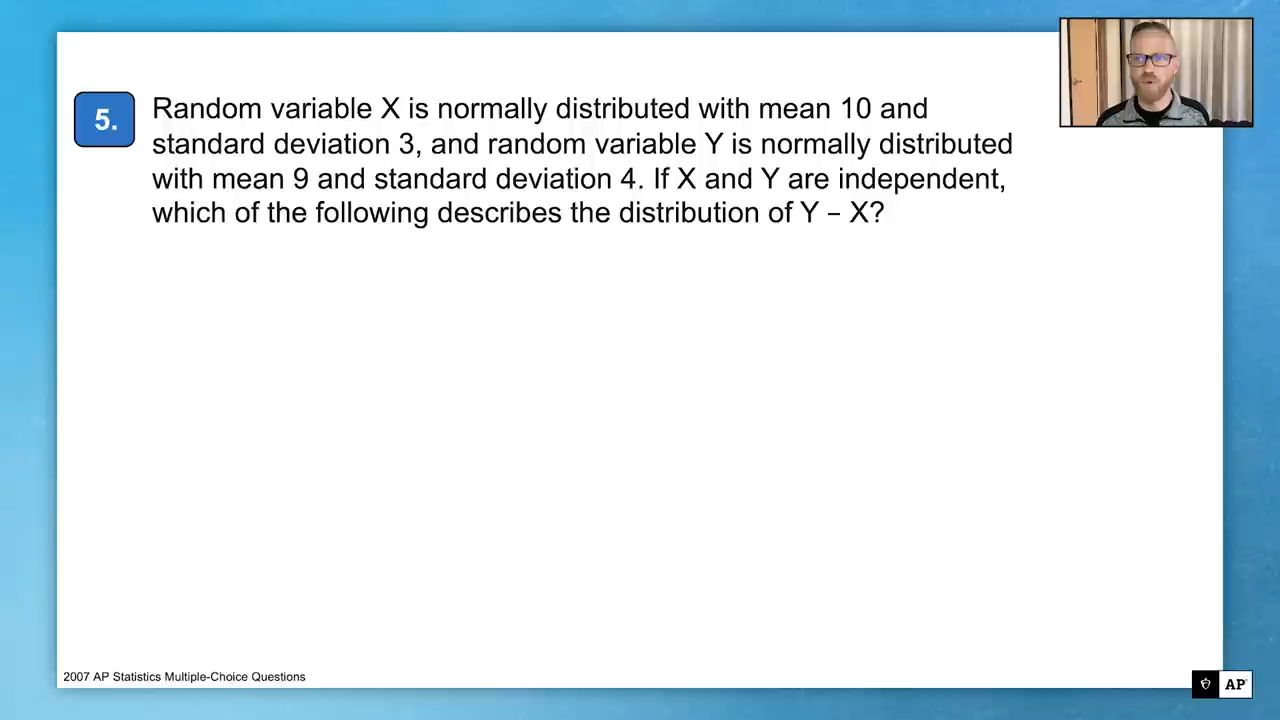 5.
Random variable X is normally distributed with mean 10 and
standard deviation 3, and random variable Y is normally distributed
with mean 9 and standard deviation 4. If X and Y are independent,
which of the following describes the distribution of Y – X?
2007 AP Statistics Multiple-Choice Questions
AP